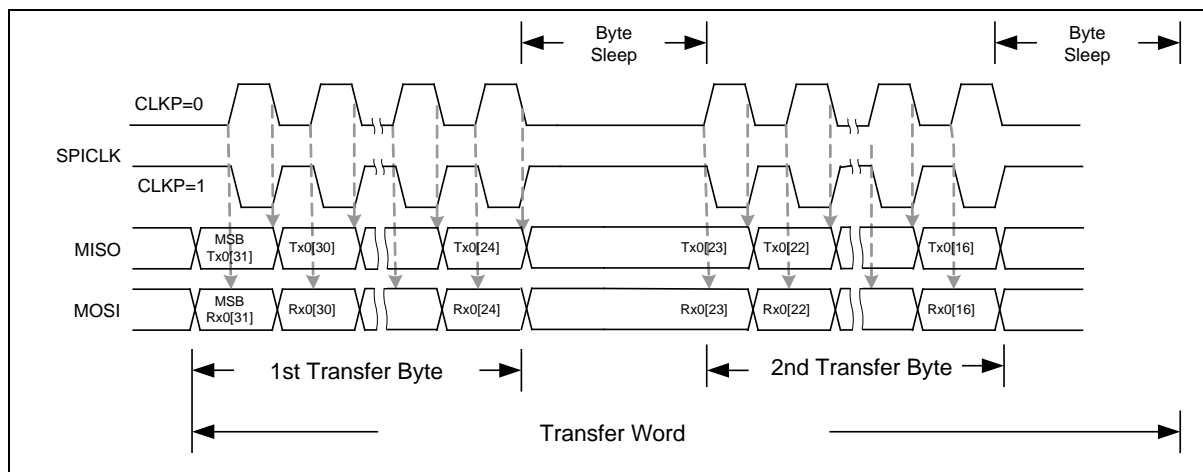 Byte
Sleep
Byte
Sleep
CLKP=0
SPICLK
CLKP=1
MISO
MSB
Tx0[31]
Tx0[30]
Tx0[24]
Tx0[23]
Tx0[22]
Tx0[16]
MOSI
MSB
Rx0[31]
Rx0[30]
Rx0[24]
Rx0[23]
Rx0[22]
Rx0[16]
1st Transfer Byte
2nd Transfer Byte
Transfer Word